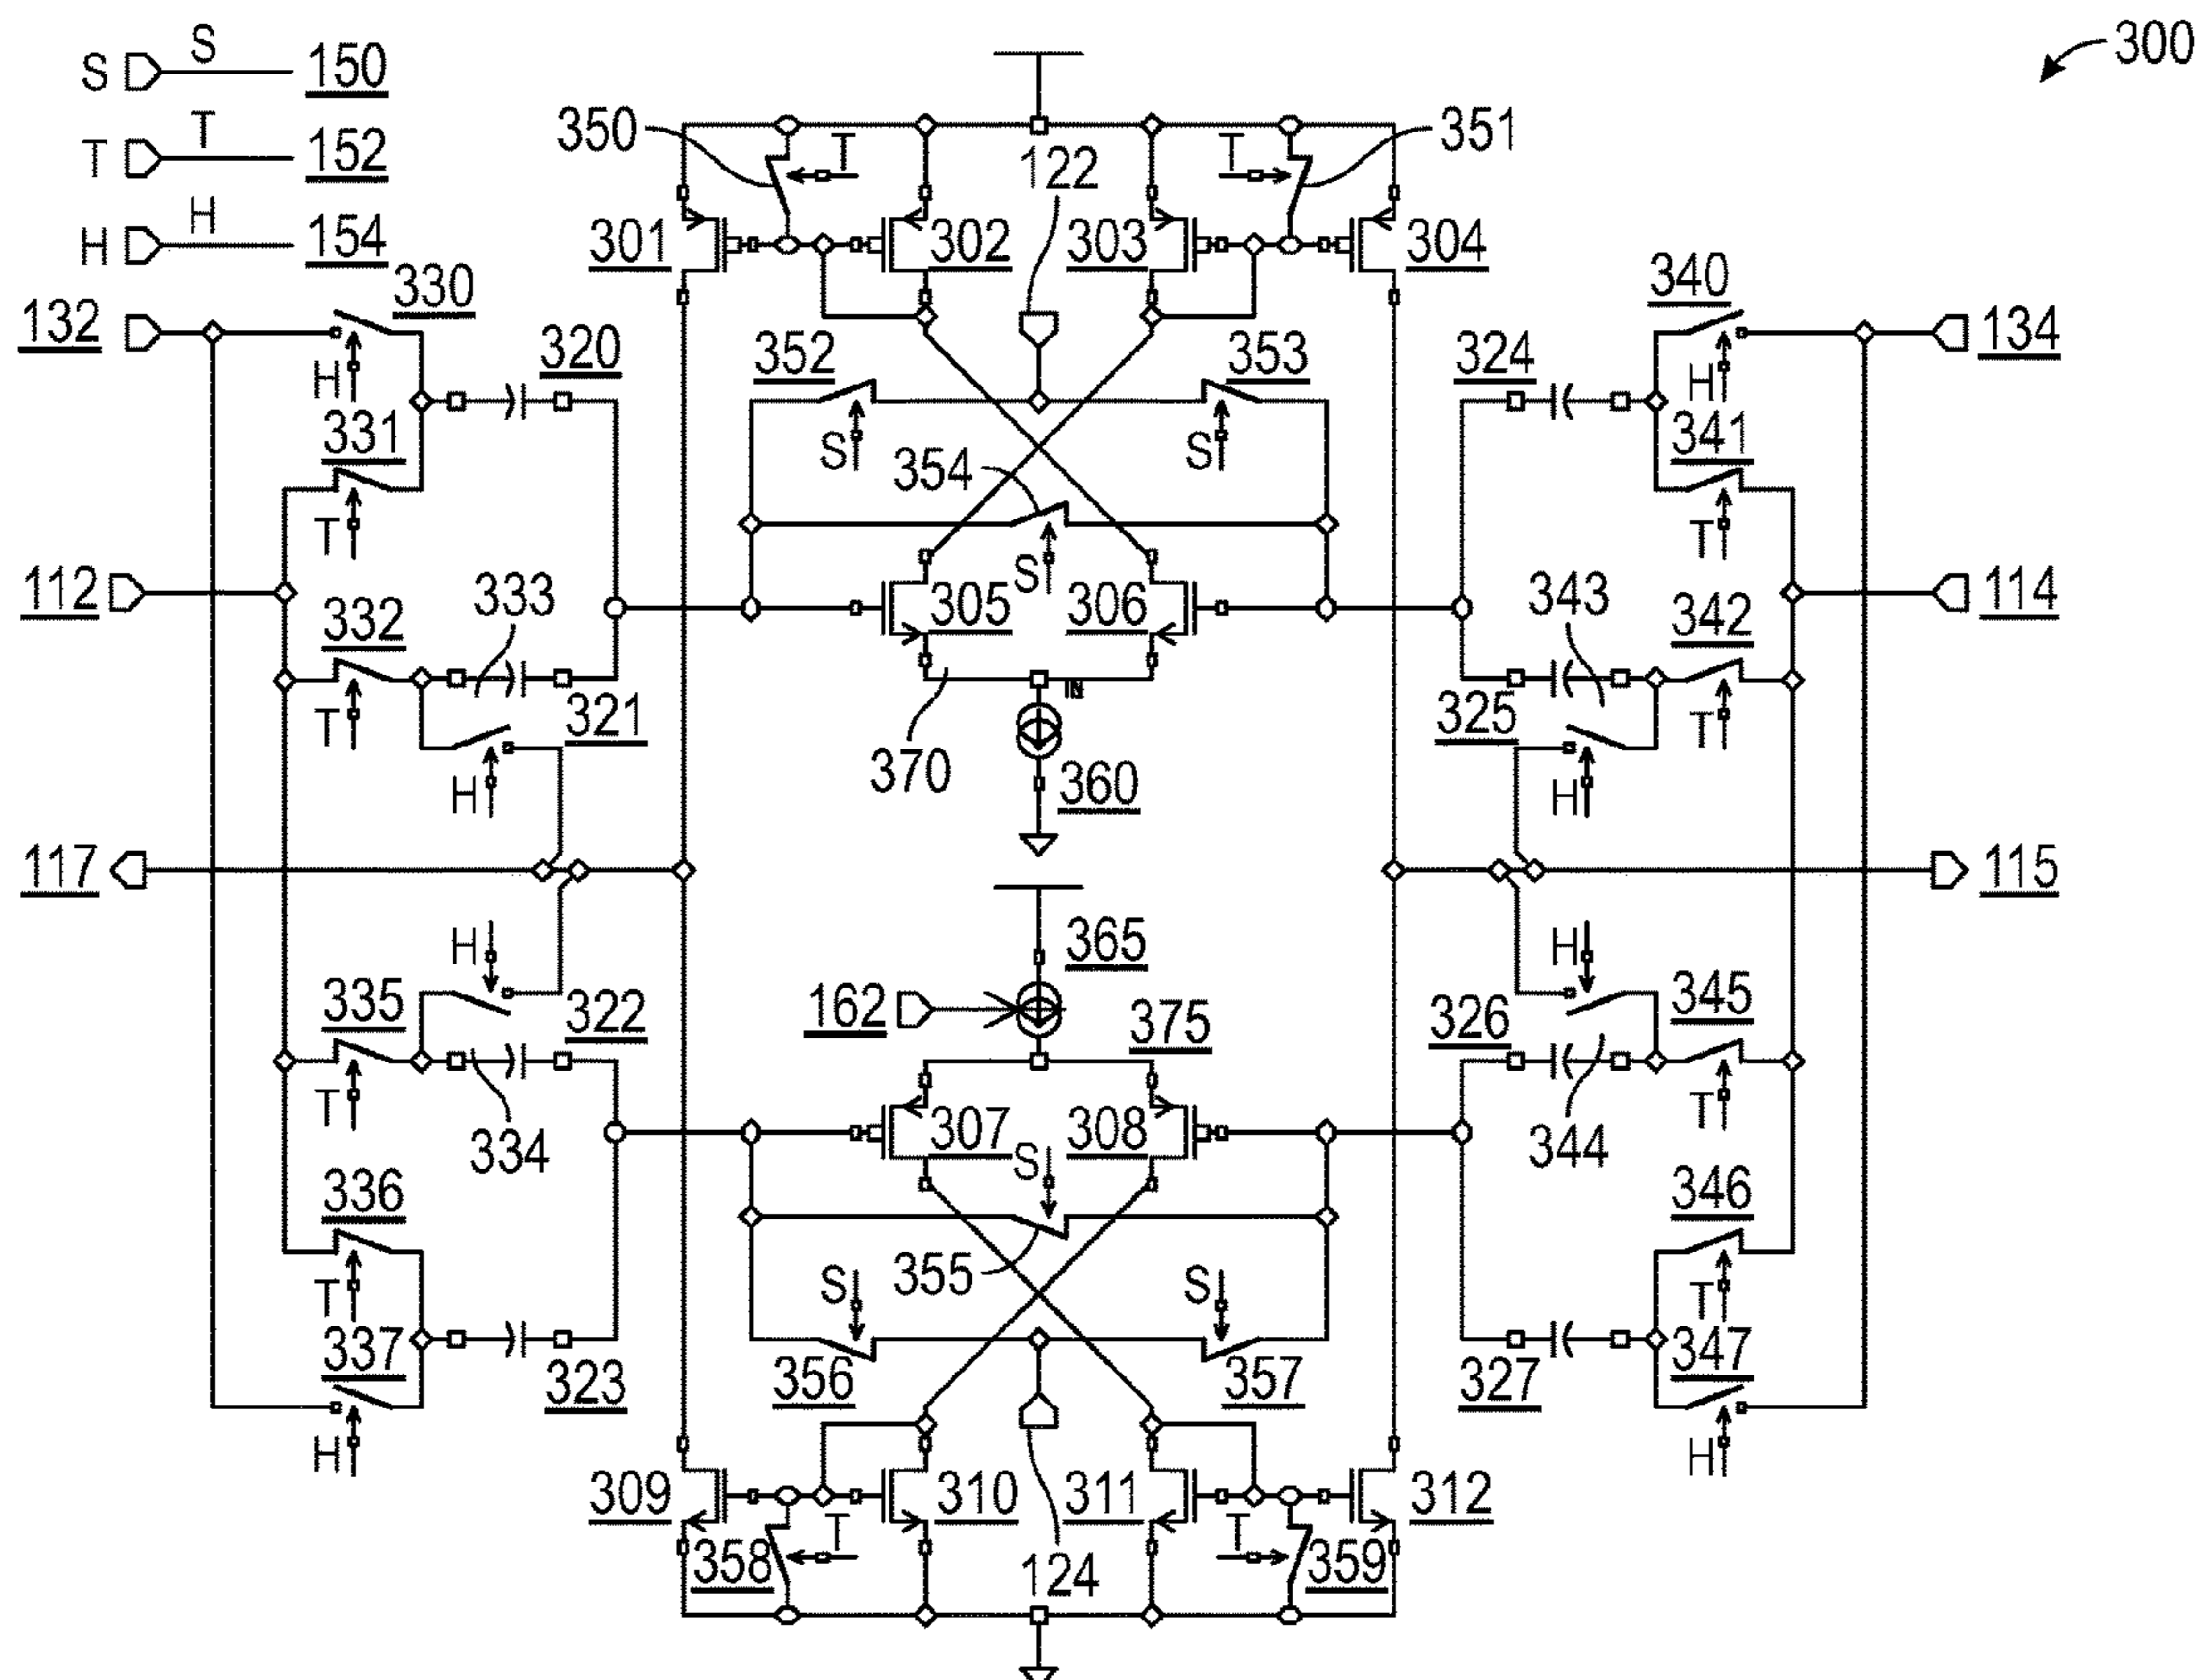 S S 150
300
T T 152
H H 154
350 T 122 T 351
301 302 303 304
132 330 340 134
H 320 352 353 324 H
331 341
S 354 S
T T
112 332 333 S 305 306 343 342 114
T 321 370 IN 325 T
H 360 H
117 115
H 365 H
335 322 162 375 326 345
T 334 307 308 344 T
S
336 355 346
T S S T
337 323 356 357 327 347
H H
309 310 311 312
T T
358 124 359